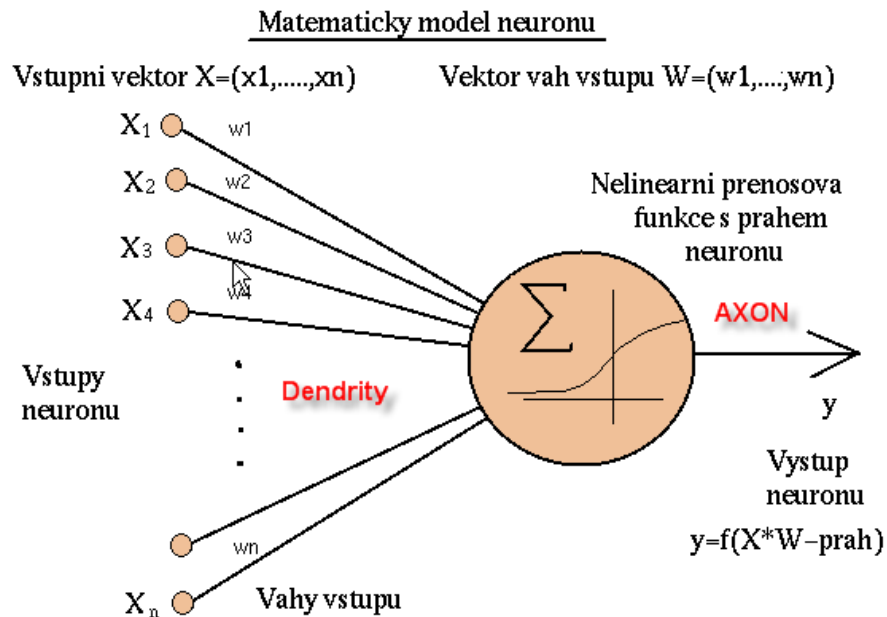 Matematicky model neuronu
Vstupni vektor X=(x1,.....,xn)
Vektor vah vstupu W=(w1,....,wn)
X1
w1
X2
w2
Nelinearni prenosova
funkce s prahem
neuronu
X3
w3
w4
X4
AXON
Vstupy
neuronu
Dendrity
y
Vystup
neuronu
y=f(X*W-prah)
wn
Xn
Vahy vstupu